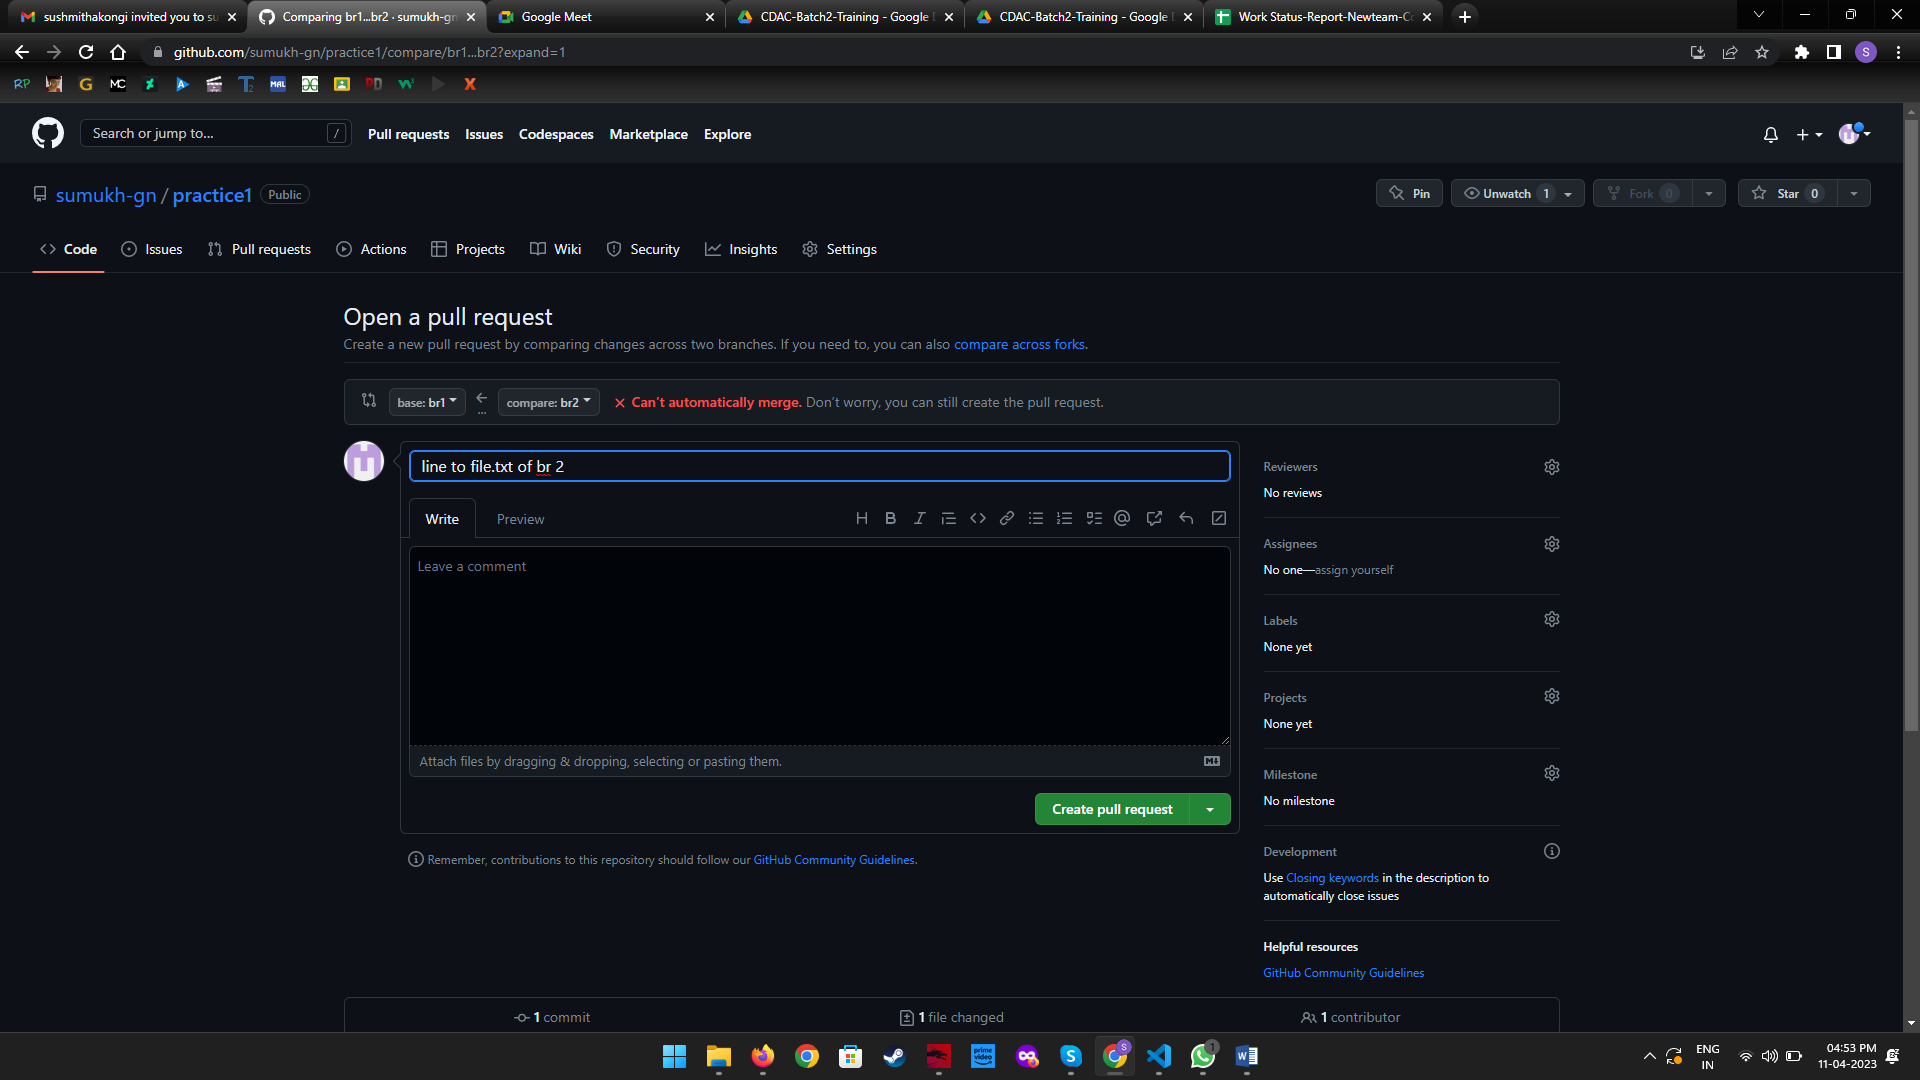 sushmithakongi invited you to su
Comparing br1...br2 · sumukh-gn
Google Meet
CDAC-Batch2-Training - Google D
CDAC-Batch2-Training - Google D
Work Status-Report-Newteam-Co
github.com/sumukh-gn/practice1/compare/br1...br2?expand=1
S
RP
G
MC
MAL
Search or jump to...
/
Pull requests
Issues
Codespaces
Marketplace
Explore
sumukh-gn / practice1
Public
Pin
Unwatch 1
Fork 0
Star 0
Code
Issues
Pull requests
Actions
Projects
Wiki
Security
Insights
Settings
Open a pull request
Create a new pull request by comparing changes across two branches. If you need to, you can also compare across forks.
base: br1
...
compare: br2
Can't automatically merge. Don't worry, you can still create the pull request.
line to file.txt of br 2
Write
Preview
Leave a comment
Attach files by dragging & dropping, selecting or pasting them.
Create pull request
Remember, contributions to this repository should follow our GitHub Community Guidelines.
Reviewers
No reviews
Assignees
No one—assign yourself
Labels
None yet
Projects
None yet
Milestone
No milestone
Development
Use Closing keywords in the description to
automatically close issues
Helpful resources
GitHub Community Guidelines
1 commit
1 file changed
1 contributor
prime video
S
1
ENG
IN
04:53 PM
11-04-2023